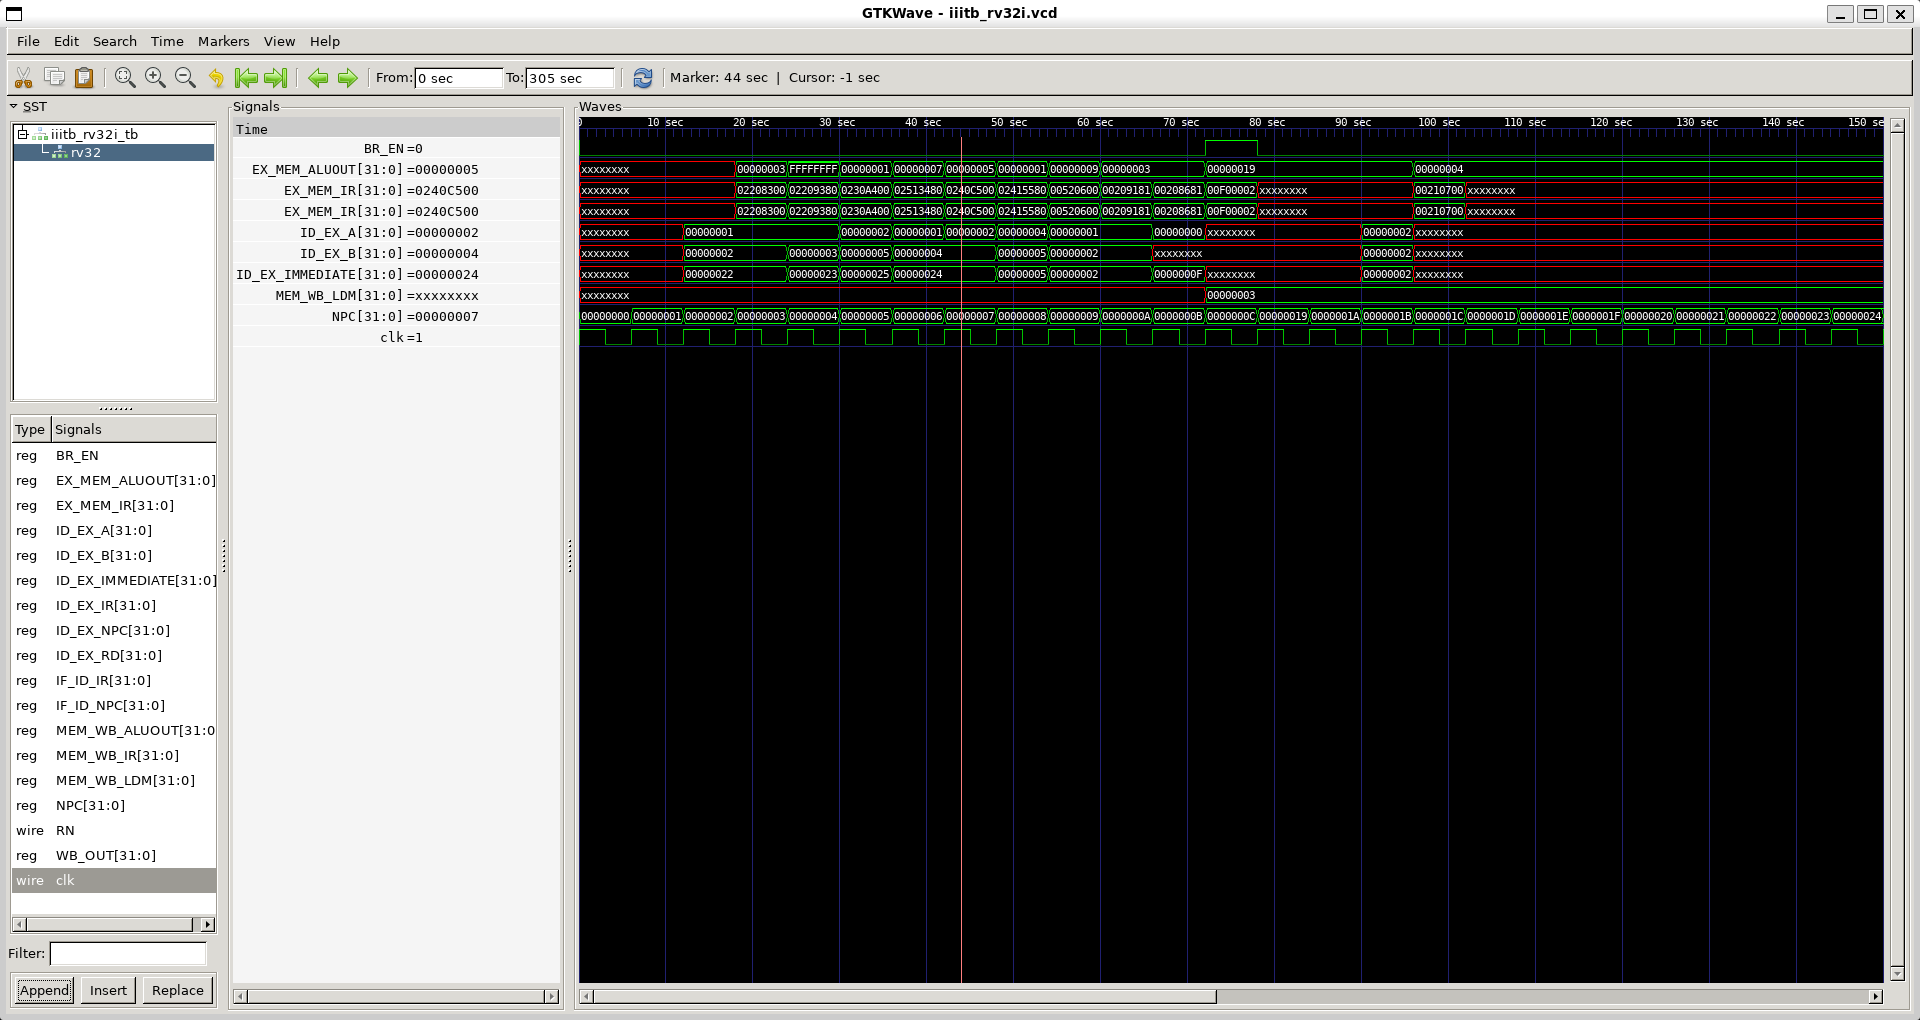 GTKWave - iiitb_rv32i.vcd
File Edit Search Time Markers View Help
From: 0 sec To: 305 sec Marker: 44 sec | Cursor: -1 sec
SST
iiitb_rv32i_tb
rv32
Type Signals
reg BR_EN
reg EX_MEM_ALUOUT[31:0]
reg EX_MEM_IR[31:0]
reg ID_EX_A[31:0]
reg ID_EX_B[31:0]
reg ID_EX_IMMEDIATE[31:0]
reg ID_EX_IR[31:0]
reg ID_EX_NPC[31:0]
reg ID_EX_RD[31:0]
reg IF_ID_IR[31:0]
reg IF_ID_NPC[31:0]
reg MEM_WB_ALUOUT[31:0
reg MEM_WB_IR[31:0]
reg MEM_WB_LDM[31:0]
reg NPC[31:0]
wire RN
reg WB_OUT[31:0]
wire clk
Filter:
Append Insert Replace
Signals
Time
BR_EN =0
EX_MEM_ALUOUT[31:0] =00000005
EX_MEM_IR[31:0] =0240C500
EX_MEM_IR[31:0] =0240C500
ID_EX_A[31:0] =00000002
ID_EX_B[31:0] =00000004
ID_EX_IMMEDIATE[31:0] =00000024
MEM_WB_LDM[31:0] =xxxxxxxx
NPC[31:0] =00000007
clk =1
Waves
0 10 sec 20 sec 30 sec 40 sec 50 sec 60 sec 70 sec 80 sec 90 sec 100 sec 110 sec 120 sec 130 sec 140 sec 150 se
xxxxxxxx 00000003 FFFFFFFF 00000001 00000007 00000005 00000001 00000009 00000003 00000019 00000004
xxxxxxxx 02208300 02209380 0230A400 02513480 0240C500 02415580 00520600 00209181 00208681 00F00002 xxxxxxxx 00210700 xxxxxxxx
xxxxxxxx 02208300 02209380 0230A400 02513480 0240C500 02415580 00520600 00209181 00208681 00F00002 xxxxxxxx 00210700 xxxxxxxx
xxxxxxxx 00000001 00000002 00000001 00000002 00000004 00000001 00000000 xxxxxxxx 00000002 xxxxxxxx
xxxxxxxx 00000002 00000003 00000005 00000004 00000005 00000002 xxxxxxxx 00000002 xxxxxxxx
xxxxxxxx 00000022 00000023 00000025 00000024 00000005 00000002 0000000F xxxxxxxx 00000002 xxxxxxxx
xxxxxxxx 00000003
00000000 00000001 00000002 00000003 00000004 00000005 00000006 00000007 00000008 00000009 0000000A 0000000B 0000000C 00000019 0000001A 0000001B 0000001C 0000001D 0000001E 0000001F 00000020 00000021 00000022 00000023 00000024